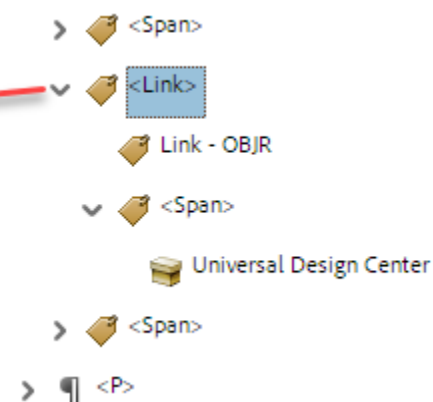 <Span>
<Link>
Link - OBJR
<Span>
Universal Design Center
<Span>
<P>